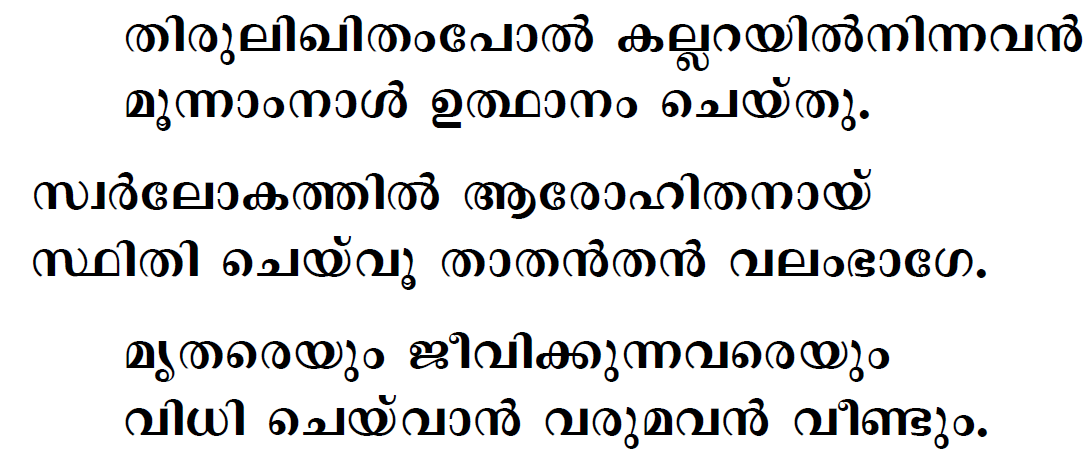 തിരുലിഖിതംപോൽ കല്ലറയിൽനിന്നവൻ
മൂന്നാംനാൾ ഉത്ഥാനം ചെയ്തു.
സ്വർലോകത്തിൽ ആരോഹിതനായ്
സ്ഥിതി ചെയ്‌വൂ താതൻതൻ വലംഭാഗേ.
മൃതരെയും ജീവിക്കുന്നവരെയും
വിധി ചെയ്‌വാൻ വരുമവൻ വീണ്ടും.